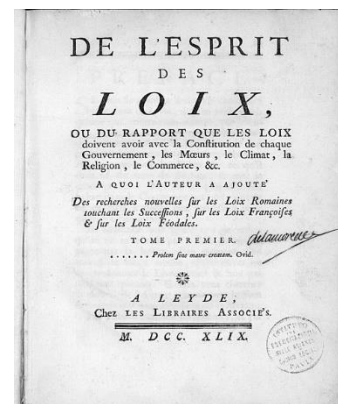 DE L'ESPRIT
DES
LOIX,
OU DU RAPPORT QUE LES LOIX
doivent avoir avec la Conſtitution de chaque
Gouvernement, les Mœurs, le Climat, la
Religion, le Commerce, &c.
A QUOI L'AUTEUR A AJOUTÉ
Des recherches nouvelles ſur les Loix Romaines
touchant les Succeſſions, ſur les Loix Françoiſes
& ſur les Loix Féodales.
TOME PREMIER.
....... Prolem ſine matre creatam. Ovid.
A LEYDE,
Chez LES LIBRAIRES ASSOCIÉS.
M. DCC. XLIX.